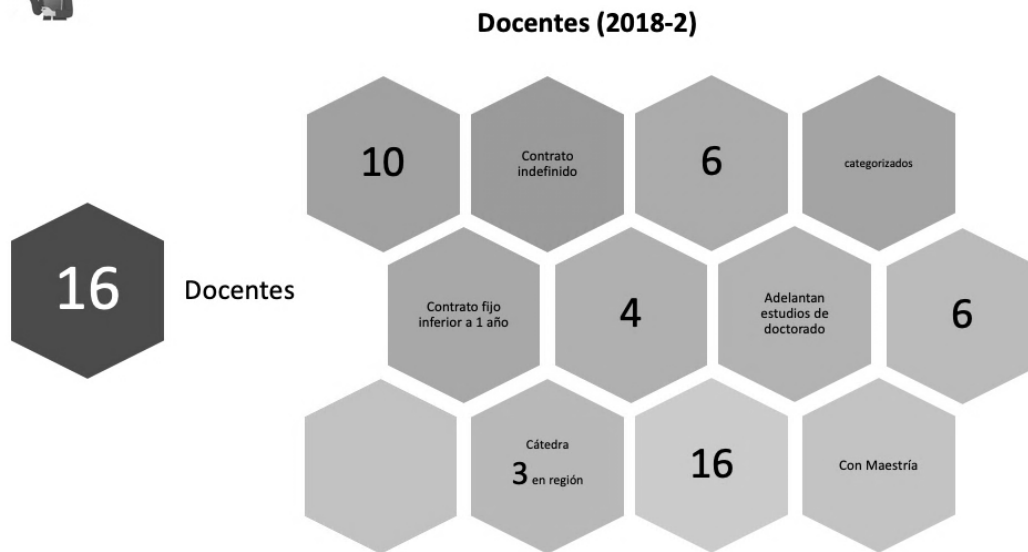 Docentes (2018-2)
10
Contrato
indefinido
6
categorizados
16
Docentes
Contrato fijo
inferior a 1 año
4
Adelantan
estudios de
doctorado
6
Cátedra
3 en región
16
Con Maestría